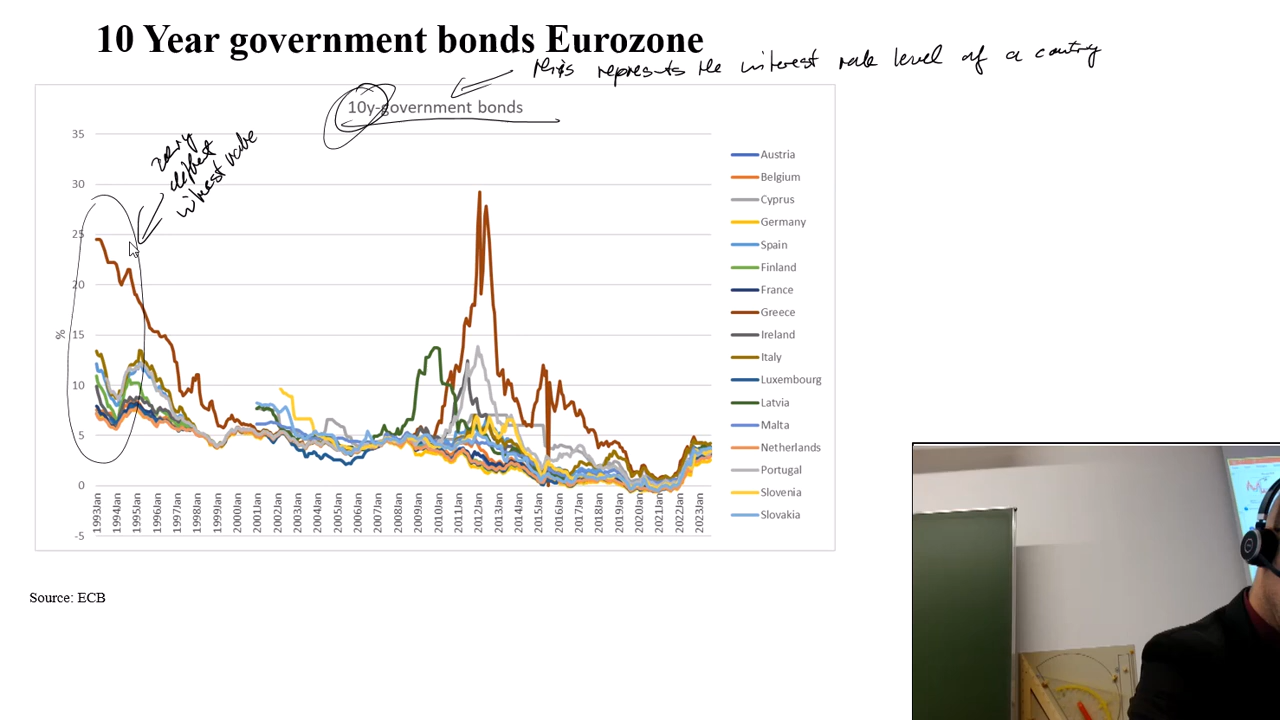 10 Year government bonds Eurozone
This represents the interest rate level of a country
10y-government bonds
very
interest rate
35
30
25
20
15
10
5
0
-5
%
1993Jan
1994Jan
1995Jan
1996Jan
1997Jan
1998Jan
1999Jan
2000Jan
2001Jan
2002Jan
2003Jan
2004Jan
2005Jan
2006Jan
2007Jan
2008Jan
2009Jan
2010Jan
2011Jan
2012Jan
2013Jan
2014Jan
2015Jan
2016Jan
2017Jan
2018Jan
2019Jan
2020Jan
2021Jan
2022Jan
2023Jan
Austria
Belgium
Cyprus
Germany
Spain
Finland
France
Greece
Ireland
Italy
Luxembourg
Latvia
Malta
Netherlands
Portugal
Slovenia
Slovakia
Source: ECB